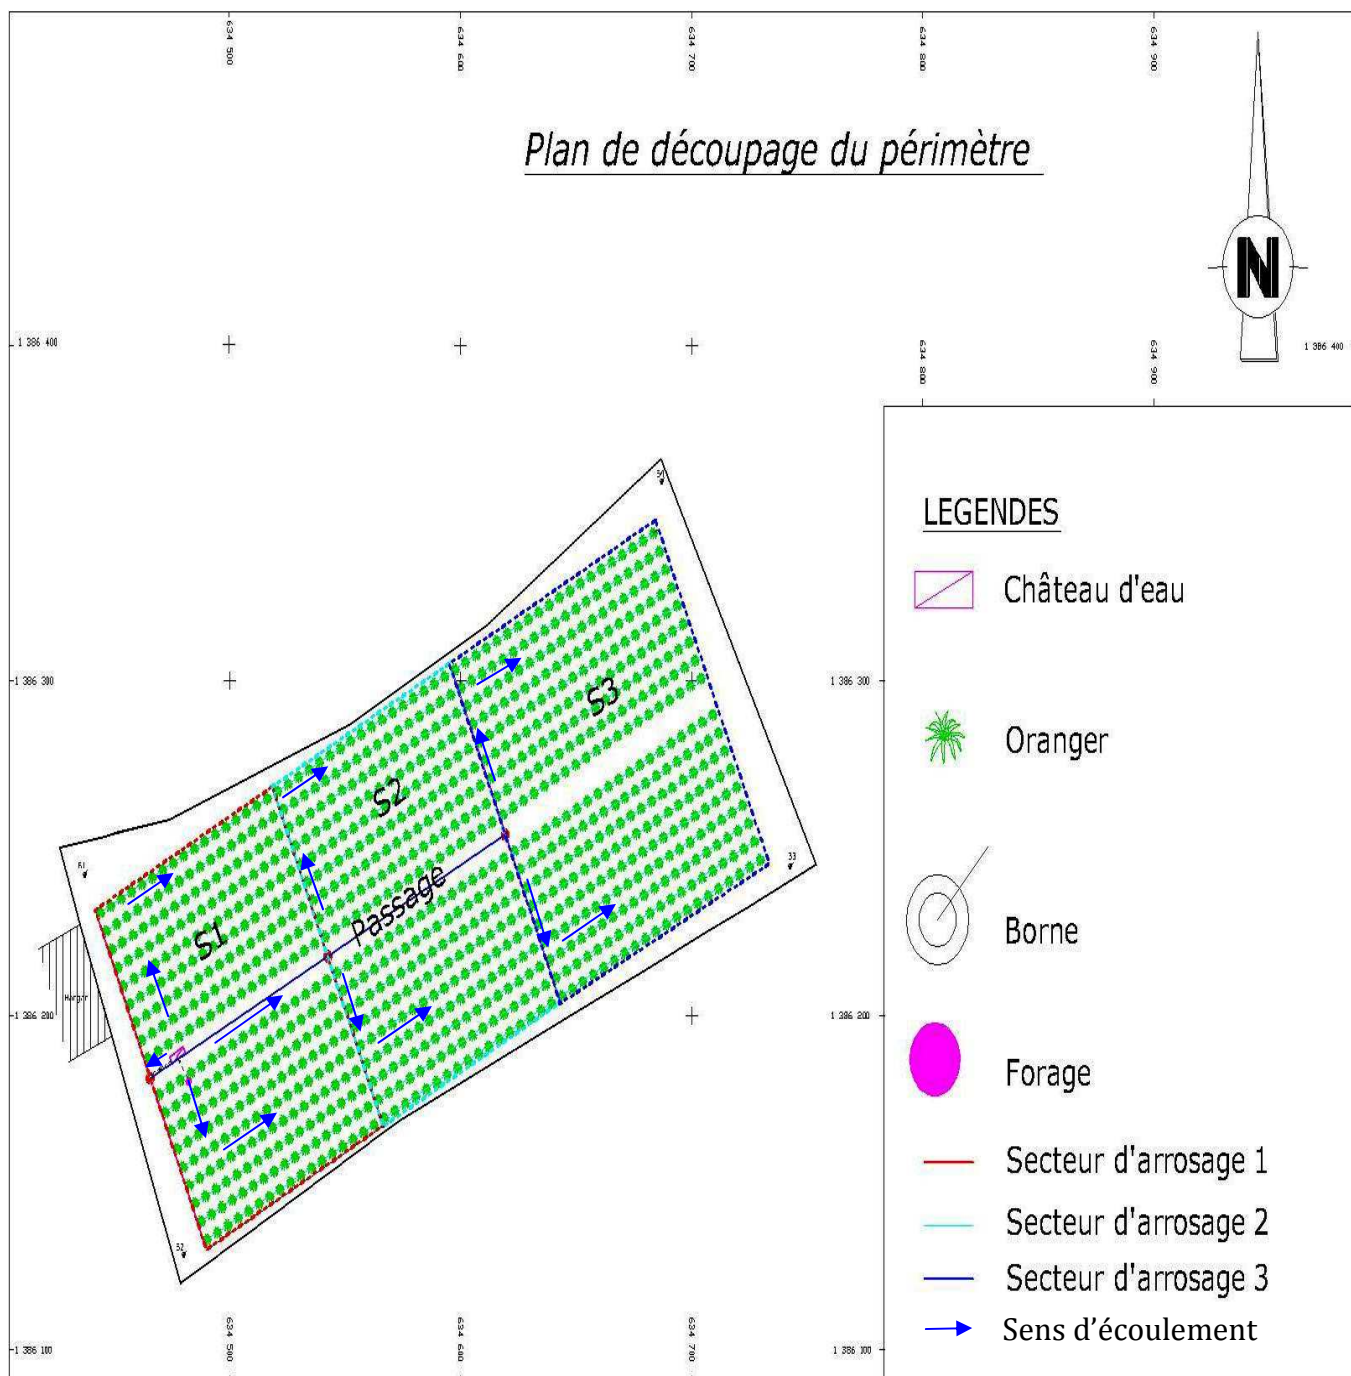 634 500
634 600
634 700
634 800
634 900
Plan de découpage du périmètre
N
1 386 400
634 800
634 900
1 386 400
LEGENDES
Château d'eau
Oranger
Borne
Forage
Secteur d'arrosage 1
Secteur d'arrosage 2
Secteur d'arrosage 3
Sens d'écoulement
1 386 300
1 386 300
S3
S2
33
Passage
S1
Hangar
1 386 200
1 386 200
52
634 500
634 600
634 700
1 386 100
1 386 100